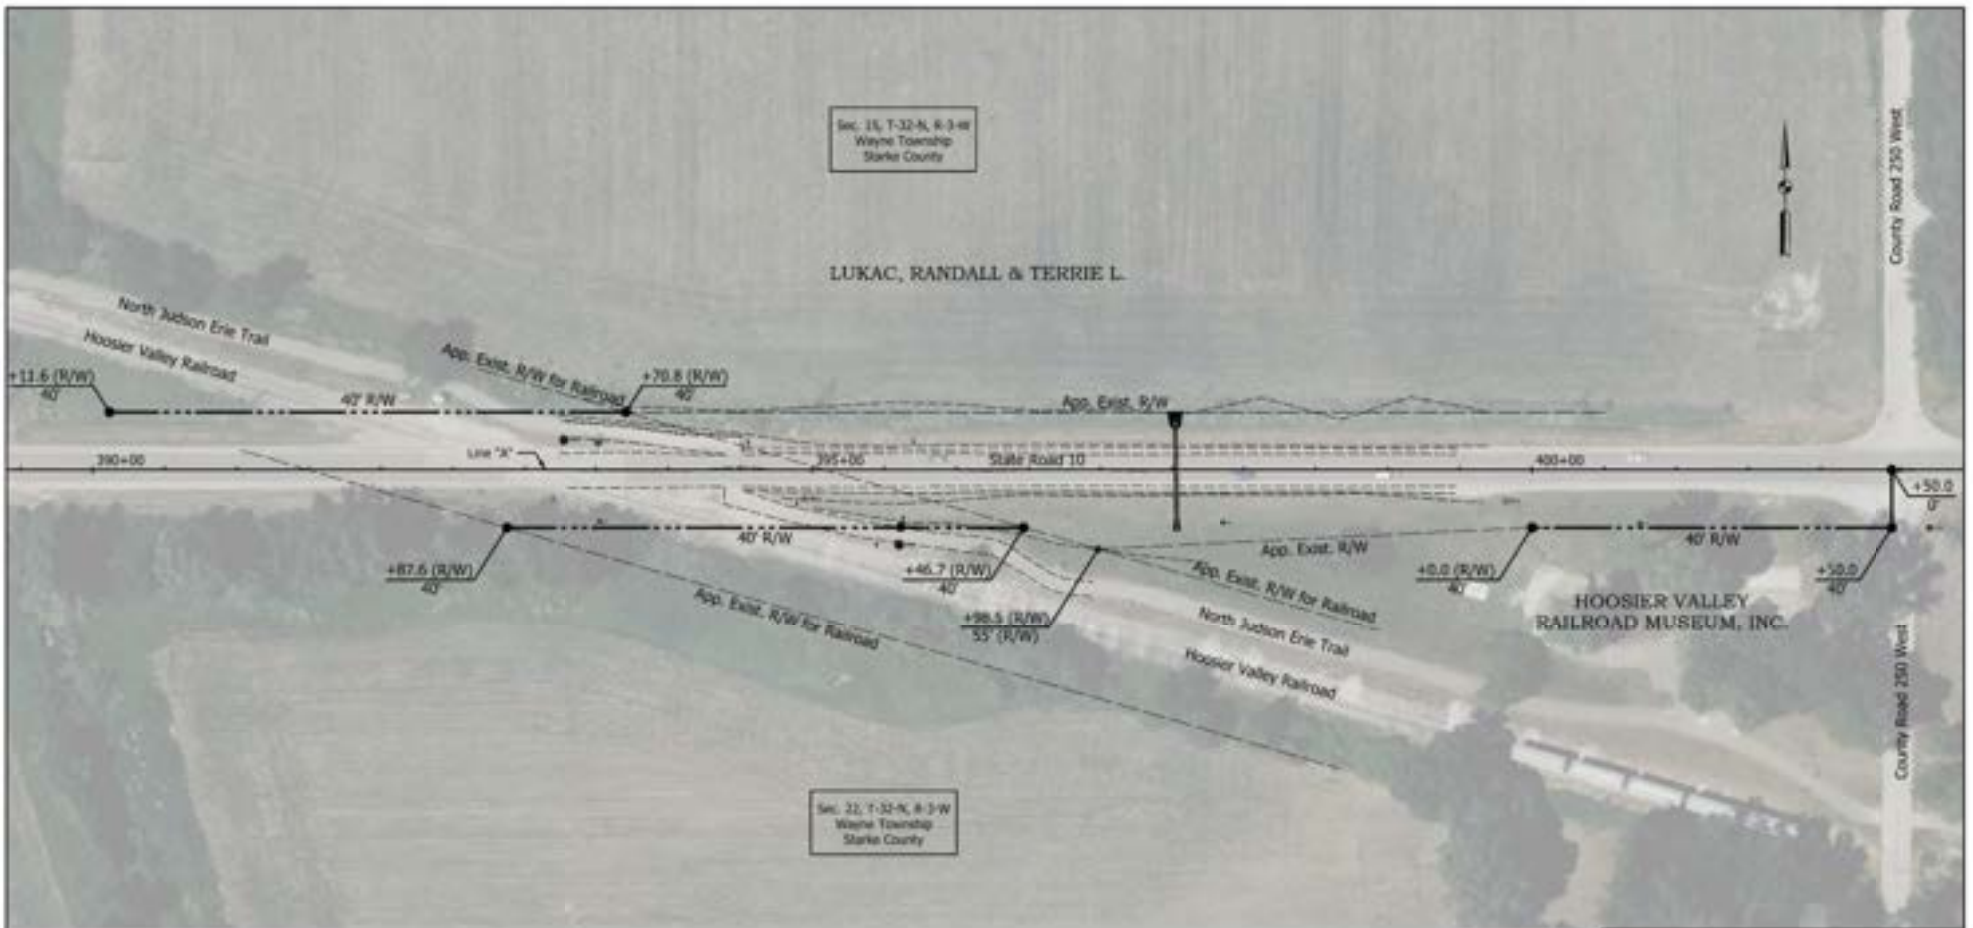 Sec. 15, T-32-N, R-3-W
Wayne Township
Starke County
County Road 250 West
LUKAC, RANDALL & TERRIE L.
North Judson Erie Trail
Hoosier Valley Railroad
App. Exist. R/W for Railroad
+11.6 (R/W)
40'
40' R/W
+70.8 (R/W)
40'
App. Exist. R/W
390+00
Line "A"
395+00
State Road 10
400+00
+50.0
0'
40' R/W
App. Exist. R/W
40' R/W
+87.6 (R/W)
40'
+46.7 (R/W)
40'
+98.5 (R/W)
55' (R/W)
App. Exist. R/W for Railroad
+0.0 (R/W)
40'
+50.0
40'
App. Exist. R/W for Railroad
North Judson Erie Trail
Hoosier Valley Railroad
HOOSIER VALLEY
RAILROAD MUSEUM, INC.
County Road 250 West
Sec. 22, T-32-N, R-3-W
Wayne Township
Starke County